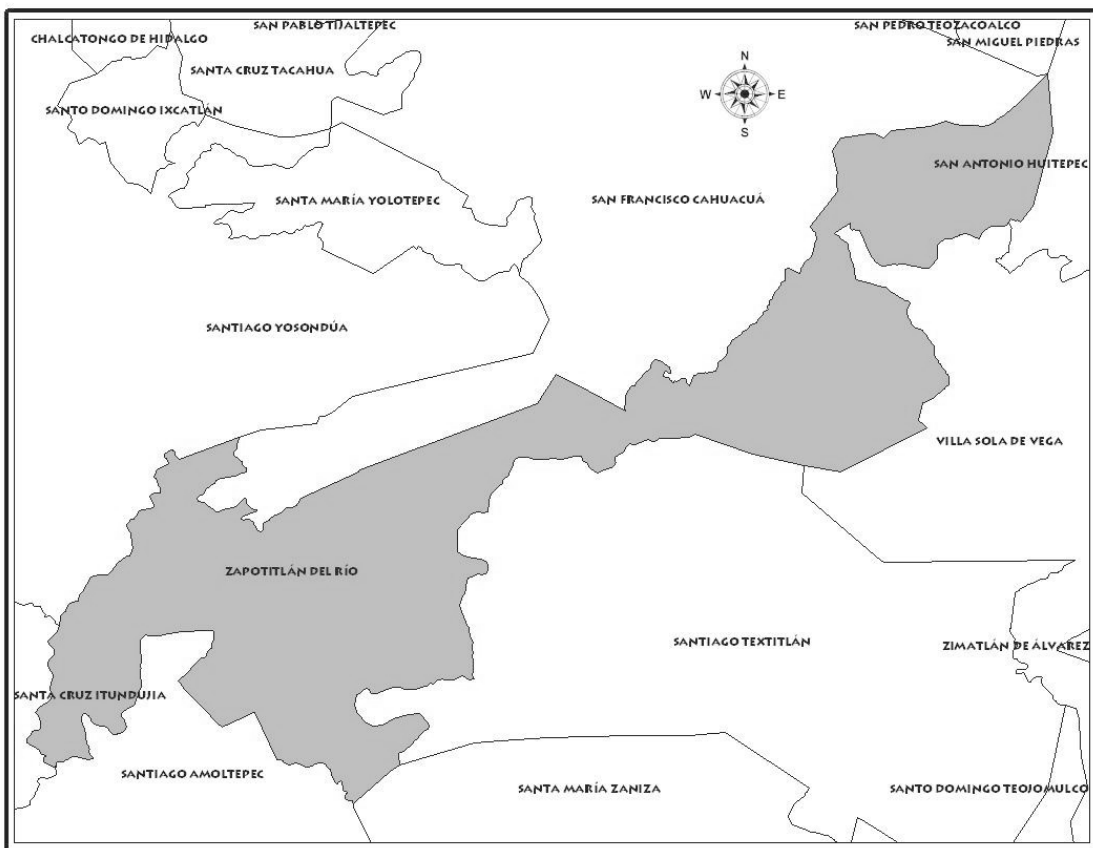 SAN PABLO TIJALTEPEC
SAN PEDRO TEOZACOALCO
CHALCATONGO DE HIDALGO
SAN MIGUEL PIEDRAS
N
SANTA CRUZ TACAHUA
W
E
SANTO DOMINGO IXCATLÁN
S
SAN ANTONIO HUITEPEC
SANTA MARÍA YOLOTEPEC
SAN FRANCISCO CAHUACUÁ
SANTIAGO YOSONDÚA
VILLA SOLA DE VEGA
ZAPOTITLÁN DEL RÍO
SANTIAGO TEXTITLÁN
ZIMATLÁN DE ÁLVAREZ
SANTA CRUZ ITUNDUJIA
SANTIAGO AMOLTEPEC
SANTA MARÍA ZANIZA
SANTO DOMINGO TEOJOMULCO